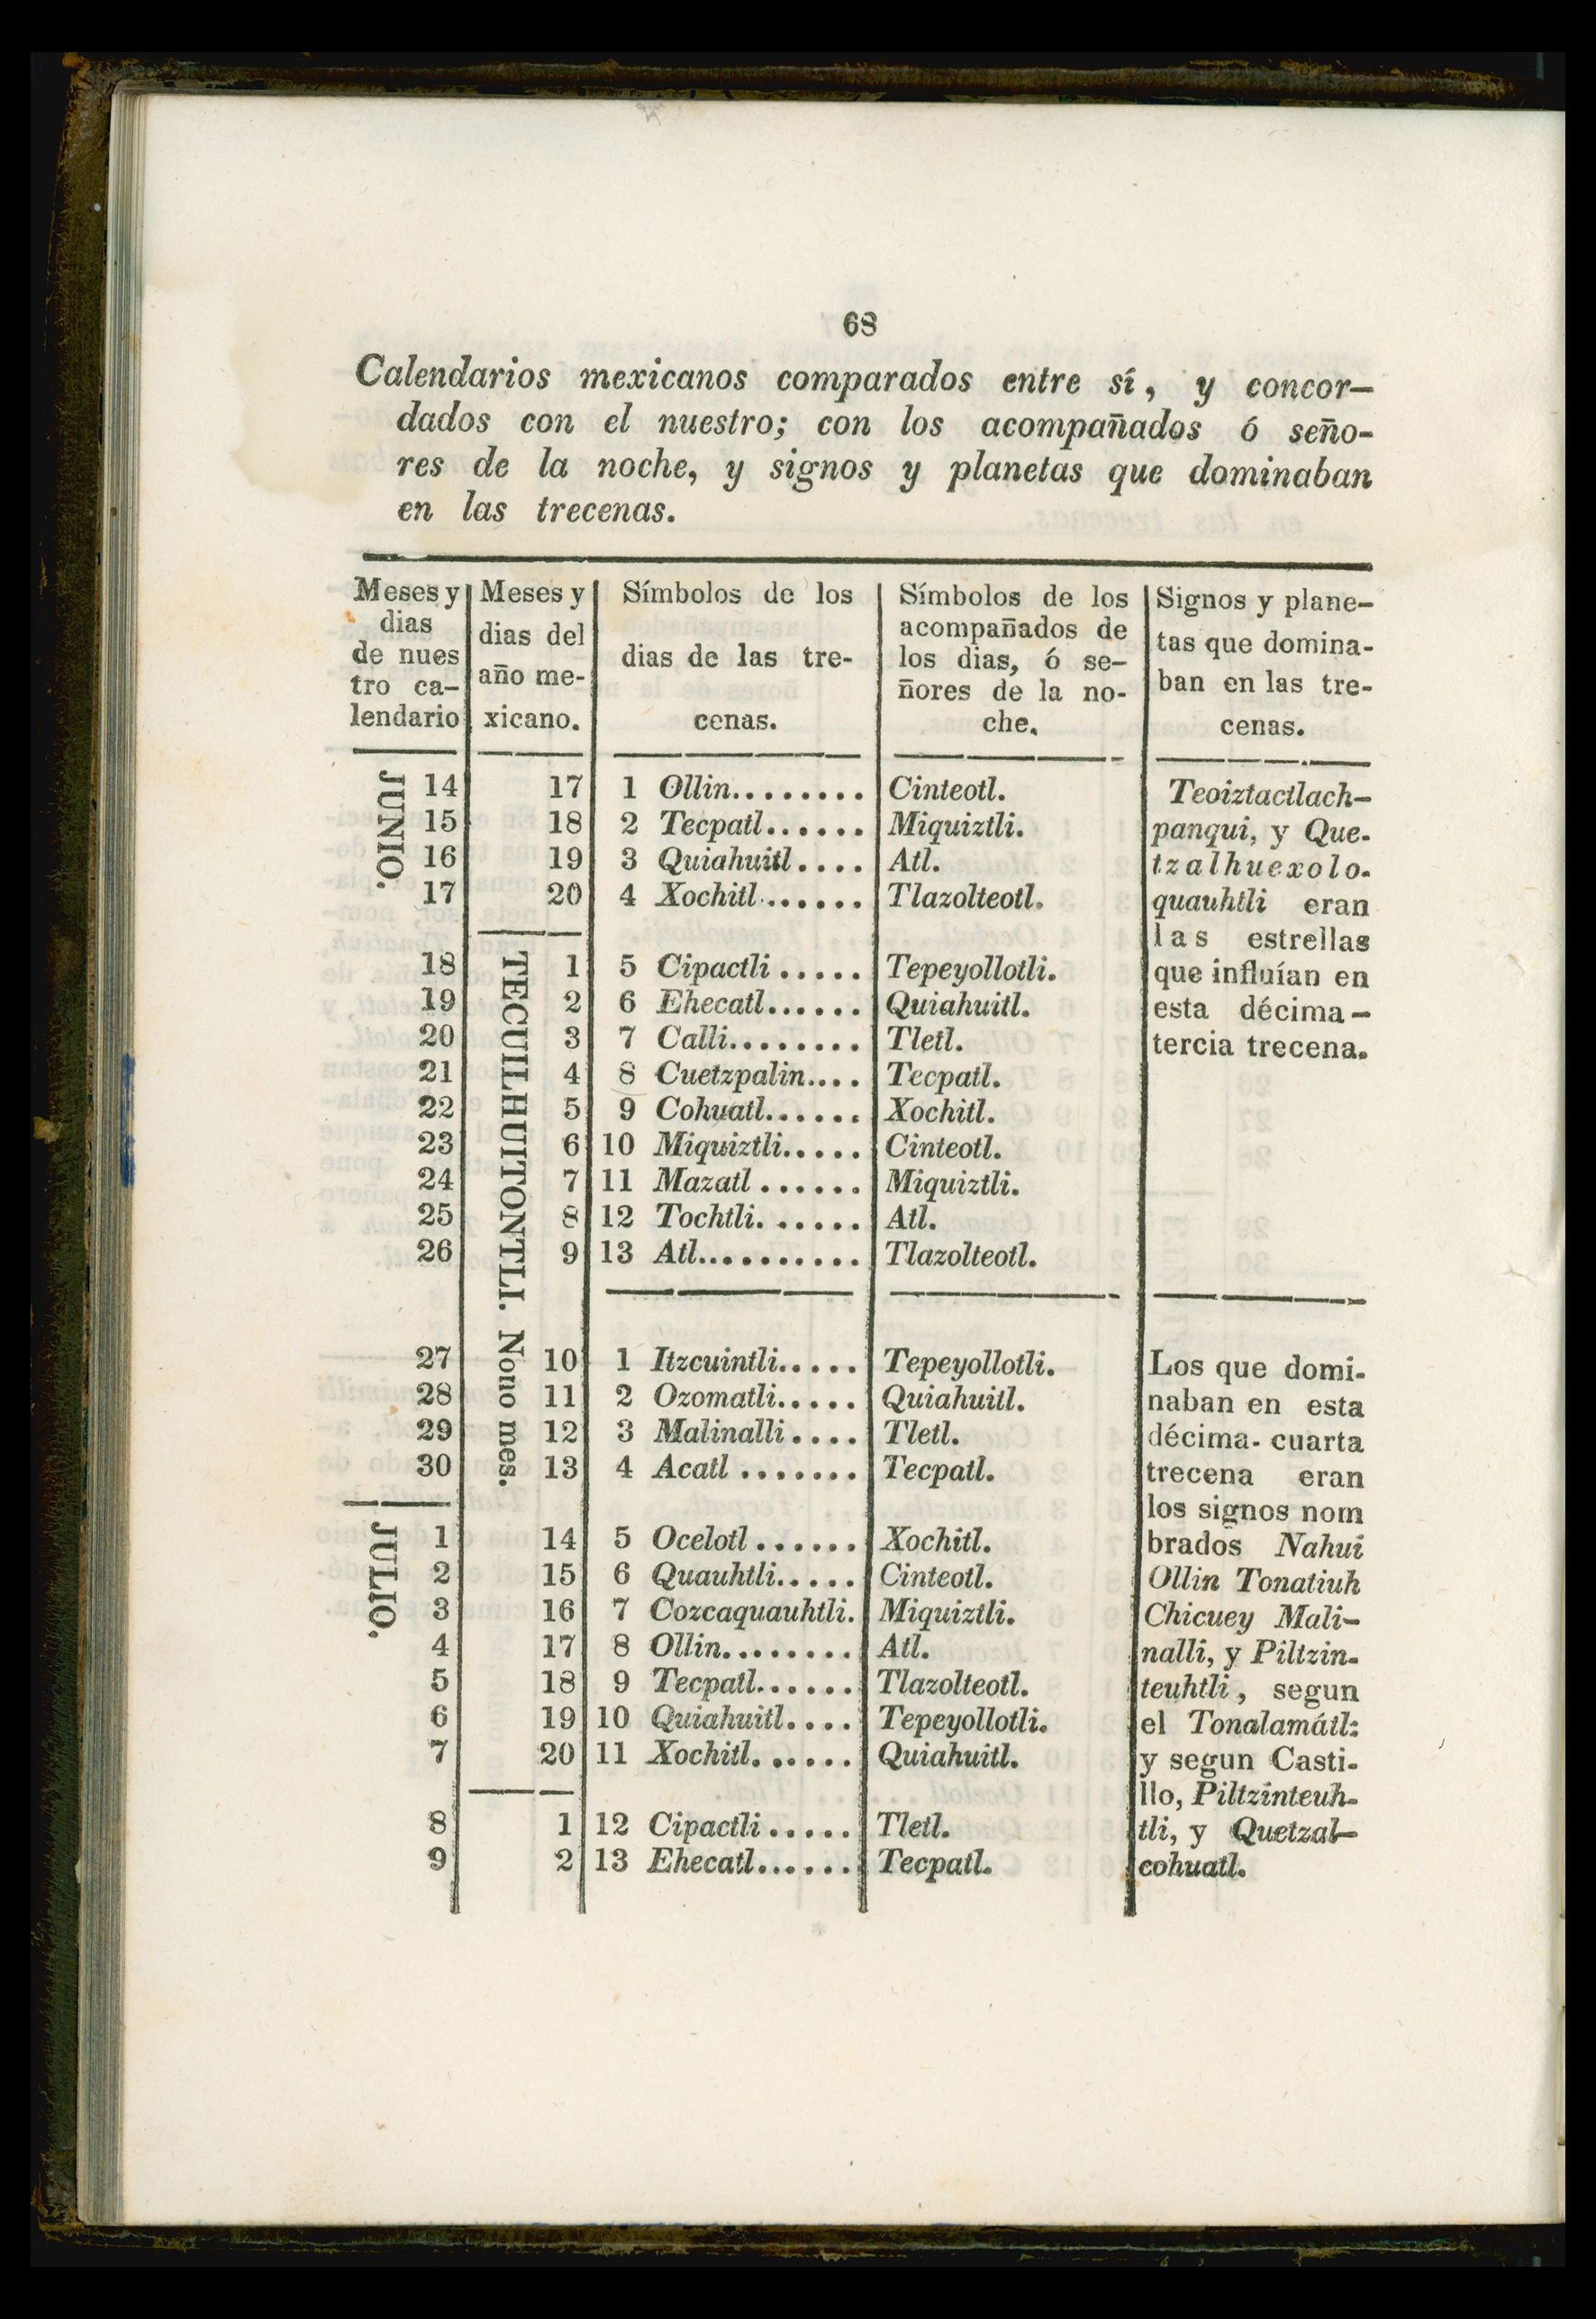 68
Calendarios mexicanos comparados entre sí, y concor-
dados con el nuestro; con los acompañados ó seño-
res de la noche, y signos y planetas que dominaban
en las trecenas.
Meses y
dias
de nues
tro ca-
lendario
Meses y
dias del
año me-
xicano.
Símbolos de los
dias de las tre-
cenas.
Símbolos de los
acompañados de
los dias, ó se-
ñores de la no-
che.
Signos y plane-
tas que domina-
ban en las tre-
cenas.
JUNIO.
14 17 1 Ollin........ Cinteotl.
15 18 2 Tecpatl...... Miquiztli.
16 19 3 Quiahuitl.... Atl.
17 20 4 Xochitl....... Tlazolteotl.
TECUILHUITONTLI. Nono mes.
18 1 5 Cipactli..... Tepeyollotli.
19 2 6 Ehecatl...... Quiahuitl.
20 3 7 Calli........ Tletl.
21 4 8 Cuetzpalin.... Tecpatl.
22 5 9 Cohuatl...... Xochitl.
23 6 10 Miquiztli..... Cinteotl.
24 7 11 Mazatl...... Miquiztli.
25 8 12 Tochtli...... Atl.
26 9 13 Atl.......... Tlazolteotl.
Teoiztactlach-
panqui, y Que-
tzalhuexolo-
quauhtli eran
las estrellas
que influían en
esta décima-
tercia trecena.
27 10 1 Itzcuintli..... Tepeyollotli.
28 11 2 Ozomatli..... Quiahuitl.
29 12 3 Malinalli.... Tletl.
30 13 4 Acatl....... Tecpatl.
JULIO.
1 14 5 Ocelotl...... Xochitl.
2 15 6 Quauhtli..... Cinteotl.
3 16 7 Cozcaquauhtli. Miquiztli.
4 17 8 Ollin........ Atl.
5 18 9 Tecpatl...... Tlazolteotl.
6 19 10 Quiahuitl.... Tepeyollotli.
7 20 11 Xochitl...... Quiahuitl.
8 1 12 Cipactli..... Tletl.
9 2 13 Ehecatl...... Tecpatl.
Los que domi-
naban en esta
décima-cuarta
trecena eran
los signos nom
brados Nahui
Ollin Tonatiuh
Chicuey Mali-
nalli, y Piltzin-
teuhtli, segun
el Tonalamátl:
y segun Casti-
llo, Piltzinteuh-
tli, y Quetzal-
cohuatl.